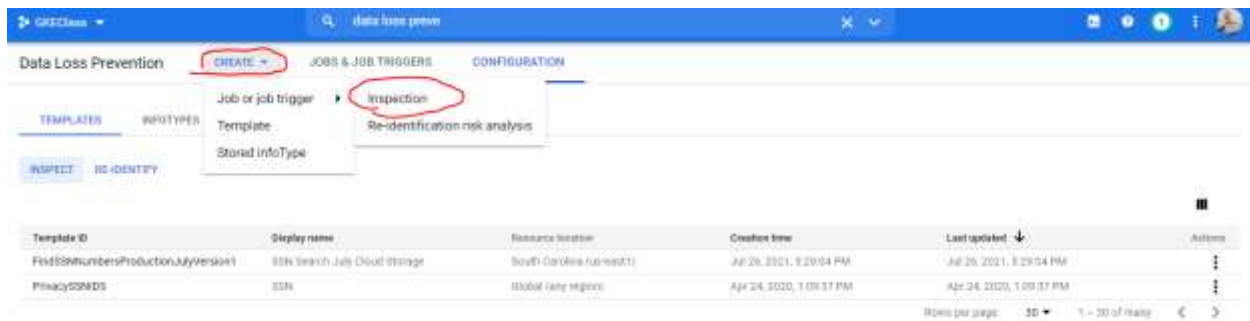 GKEClass
data loss preve
Data Loss Prevention CREATE JOBS & JOB TRIGGERS CONFIGURATION
Job or job trigger Inspection
TEMPLATES INFOTYPES Template Re-identification risk analysis
Stored infoType
INSPECT DE-IDENTIFY
Template ID Display name Resource location Creation time Last updated Actions
FindSSNNumbersProductionJulyVersion1 SSN Search July Cloud Storage South Carolina (us-east1) Jul 26, 2021, 5:29:04 PM Jul 26, 2021, 5:29:04 PM
PrivacySSNIDS SSN Global (any region) Apr 24, 2020, 1:09:37 PM Apr 24, 2020, 1:09:37 PM
Rows per page: 50 1 – 50 of many